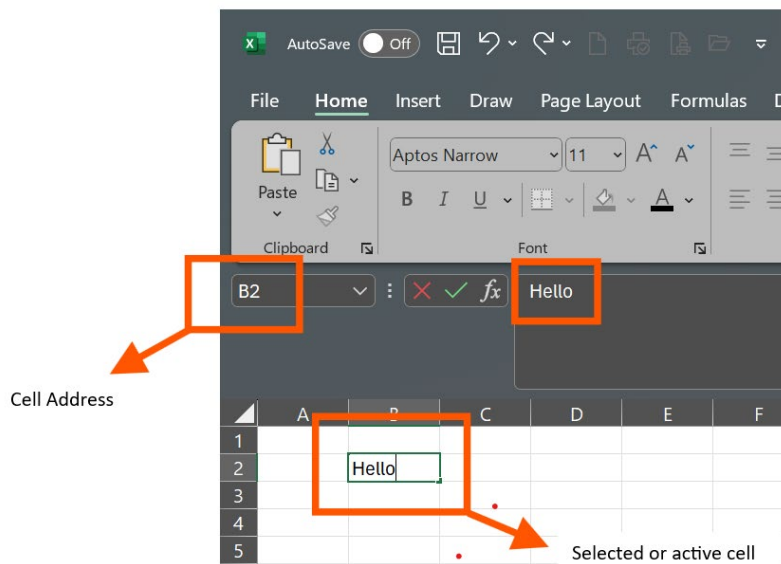 AutoSave Off
File Home Insert Draw Page Layout Formulas
Aptos Narrow 11 A A
Paste
B I U A
Clipboard Font
B2 fx Hello
Cell Address
A B C D E F
1
2 Hello
3
4
5
Selected or active cell